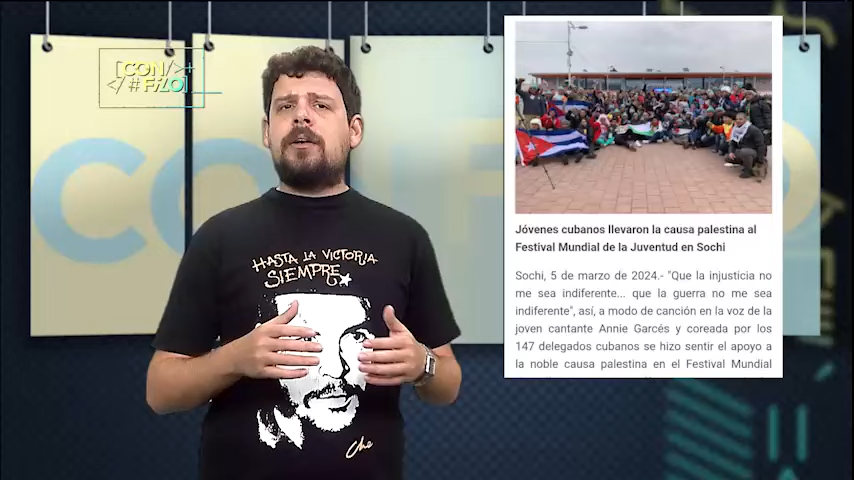 [CON/>+
</#FiLO]
CON FILO
HASTA LA VICTORIA
SIEMPRE
Che
Jóvenes cubanos llevaron la causa palestina al
Festival Mundial de la Juventud en Sochi
Sochi, 5 de marzo de 2024.- "Que la injusticia no
me sea indiferente... que la guerra no me sea
indiferente", así, a modo de canción en la voz de la
joven cantante Annie Garcés y coreada por los
147 delegados cubanos se hizo sentir el apoyo a
la noble causa palestina en el Festival Mundial